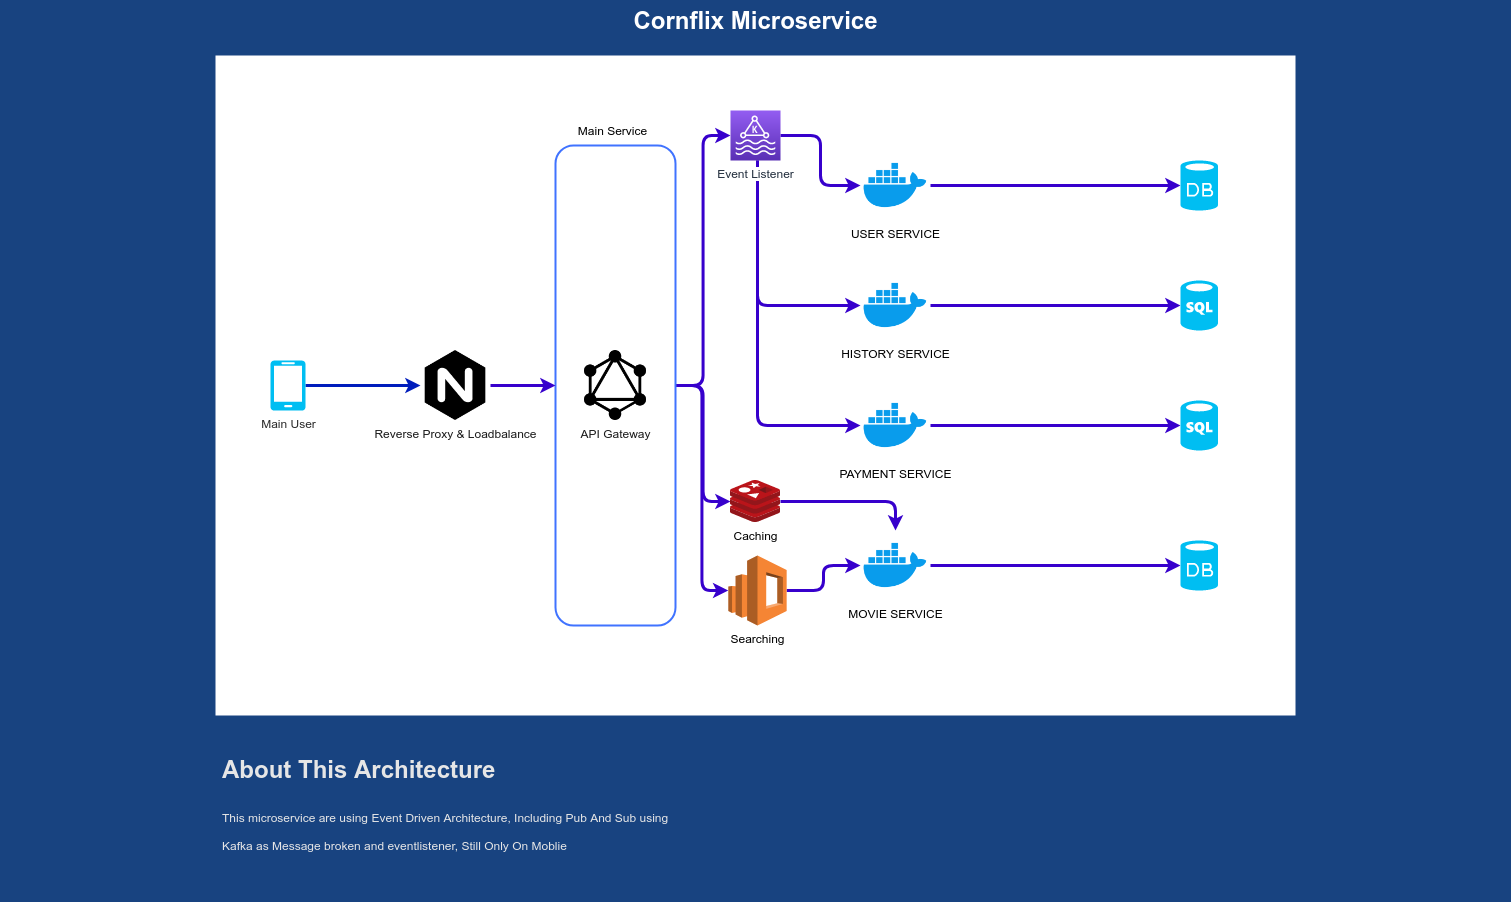 Cornflix Microservice
Main Service
K
Event Listener
DB
USER SERVICE
SQL
HISTORY SERVICE
N
Main User
Reverse Proxy & Loadbalance
API Gateway
SQL
PAYMENT SERVICE
Caching
DB
MOVIE SERVICE
Searching
About This Architecture
This microservice are using Event Driven Architecture, Including Pub And Sub using
Kafka as Message broken and eventlistener, Still Only On Moblie